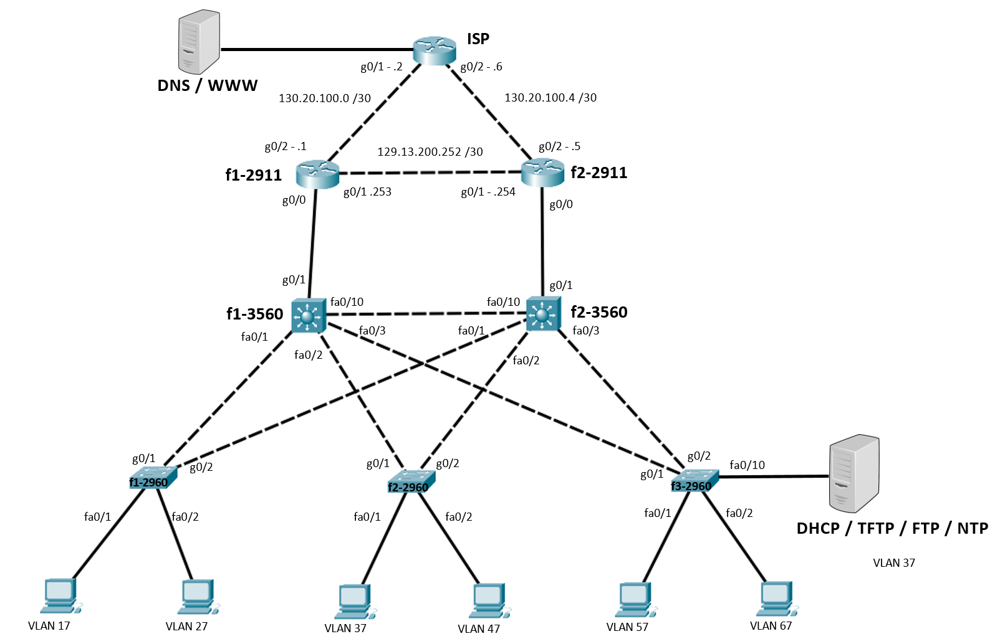 ISP
g0/1 - .2
g0/2 - .6
DNS / WWW
130.20.100.0 /30
130.20.100.4 /30
g0/2 - .1
129.13.200.252 /30
g0/2 - .5
f1-2911
f2-2911
g0/1 .253
g0/1 - .254
g0/0
g0/0
g0/1
g0/1
fa0/10
fa0/10
f1-3560
f2-3560
fa0/1
fa0/3
fa0/1
fa0/3
fa0/2
fa0/2
g0/1
g0/2
g0/1
g0/2
g0/1
g0/2
fa0/10
f1-2960
f2-2960
f3-2960
fa0/1
fa0/2
fa0/1
fa0/2
fa0/1
fa0/2
DHCP / TFTP / FTP / NTP
VLAN 37
VLAN 17
VLAN 27
VLAN 37
VLAN 47
VLAN 57
VLAN 67